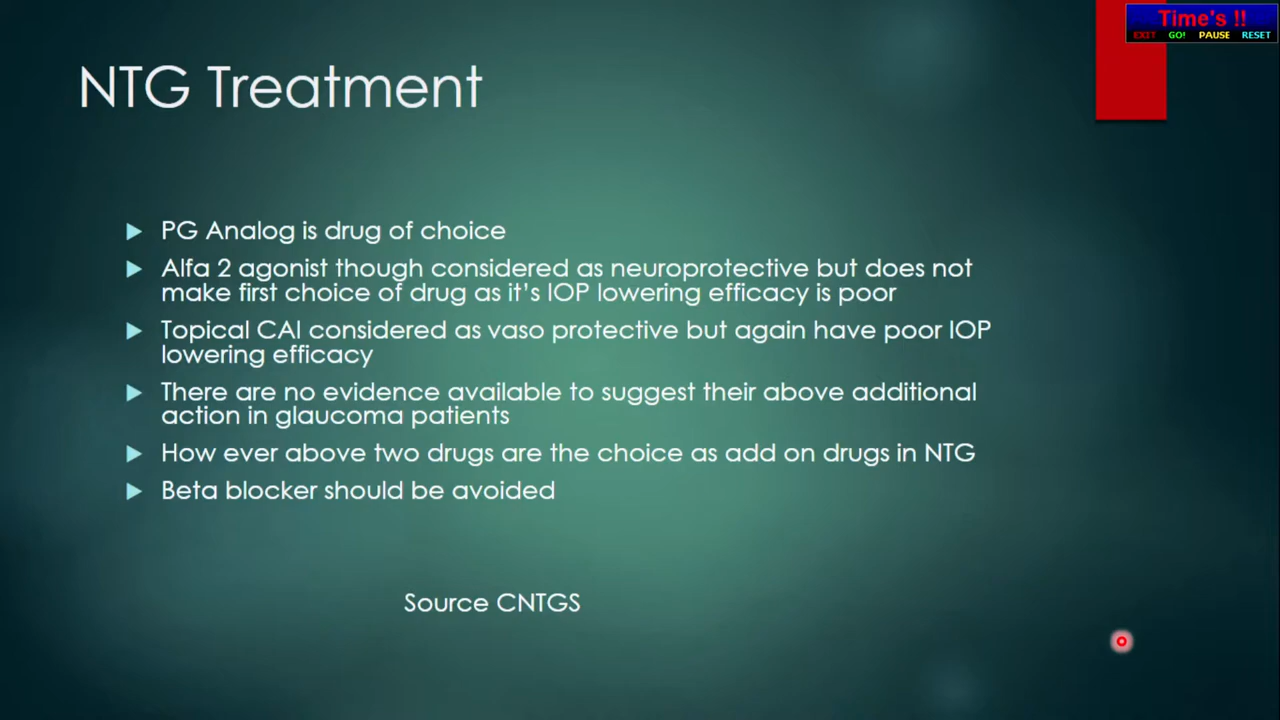 Time's !!
EXIT GO! PAUSE RESET
NTG Treatment
PG Analog is drug of choice
Alfa 2 agonist though considered as neuroprotective but does not
make first choice of drug as it's IOP lowering efficacy is poor
Topical CAI considered as vaso protective but again have poor IOP
lowering efficacy
There are no evidence available to suggest their above additional
action in glaucoma patients
How ever above two drugs are the choice as add on drugs in NTG
Beta blocker should be avoided
Source CNTGS